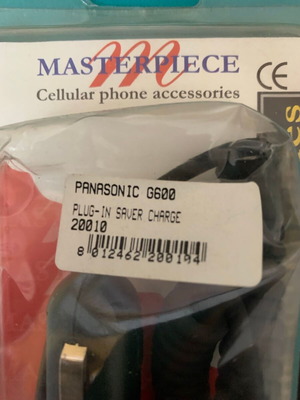 MASTERPIECE
Cellular phone accessories
CE
PANASONIC G600
PLUG-IN SAVER CHARGE
20010
8 012462 200194